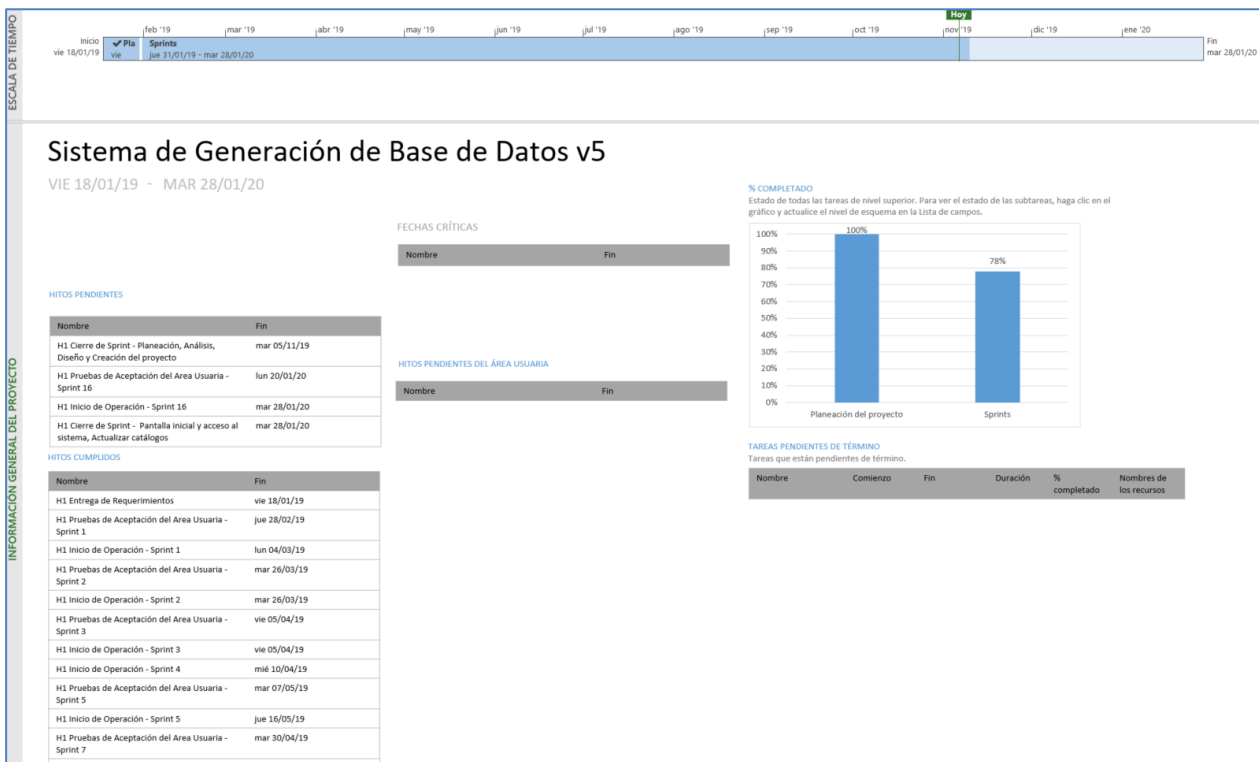 ESCALA DE TIEMPO
Hoy
feb '19 mar '19 abr '19 may '19 jun '19 jul '19 ago '19 sep '19 oct '19 nov '19 dic '19 ene '20
Inicio
vie 18/01/19
Pla
vie
Sprints
jue 31/01/19 - mar 28/01/20
Fin
mar 28/01/20
INFORMACIÓN GENERAL DEL PROYECTO
Sistema de Generación de Base de Datos v5
VIE 18/01/19 - MAR 28/01/20
HITOS PENDIENTES
Nombre Fin
H1 Cierre de Sprint - Planeación, Análisis, mar 05/11/19
Diseño y Creación del proyecto
H1 Pruebas de Aceptación del Area Usuaria - lun 20/01/20
Sprint 16
H1 Inicio de Operación - Sprint 16 mar 28/01/20
H1 Cierre de Sprint - Pantalla inicial y acceso al mar 28/01/20
sistema, Actualizar catálogos
HITOS CUMPLIDOS
Nombre Fin
H1 Entrega de Requerimientos vie 18/01/19
H1 Pruebas de Aceptación del Area Usuaria - jue 28/02/19
Sprint 1
H1 Inicio de Operación - Sprint 1 lun 04/03/19
H1 Pruebas de Aceptación del Area Usuaria - mar 26/03/19
Sprint 2
H1 Inicio de Operación - Sprint 2 mar 26/03/19
H1 Pruebas de Aceptación del Area Usuaria - vie 05/04/19
Sprint 3
H1 Inicio de Operación - Sprint 3 vie 05/04/19
H1 Inicio de Operación - Sprint 4 mié 10/04/19
H1 Pruebas de Aceptación del Area Usuaria - mar 07/05/19
Sprint 5
H1 Inicio de Operación - Sprint 5 jue 16/05/19
H1 Pruebas de Aceptación del Area Usuaria - mar 30/04/19
Sprint 7
FECHAS CRÍTICAS
Nombre Fin
HITOS PENDIENTES DEL ÁREA USUARIA
Nombre Fin
% COMPLETADO
Estado de todas las tareas de nivel superior. Para ver el estado de las subtareas, haga clic en el
gráfico y actualice el nivel de esquema en la Lista de campos.
100%
90%
80%
70%
60%
50%
40%
30%
20%
10%
0%
100%
78%
Planeación del proyecto Sprints
TAREAS PENDIENTES DE TÉRMINO
Tareas que están pendientes de término.
Nombre Comienzo Fin Duración % Nombres de
completado los recursos